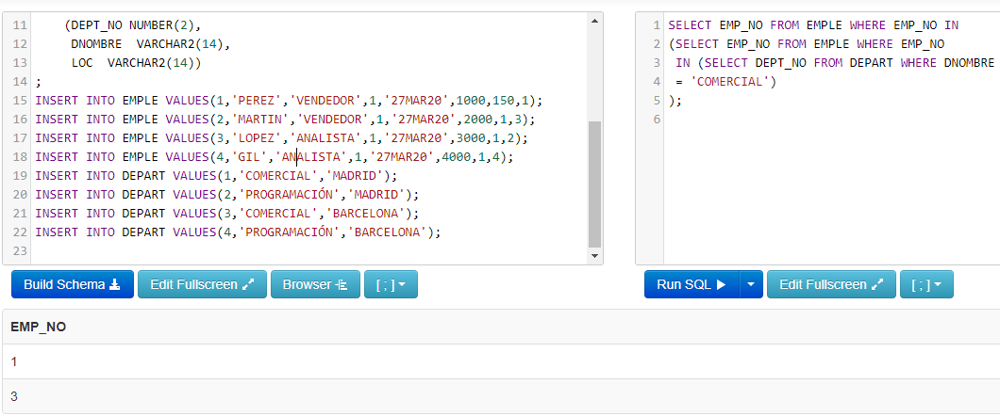 11 (DEPT_NO NUMBER(2),
12 DNOMBRE VARCHAR2(14),
13 LOC VARCHAR2(14))
14 ;
15 INSERT INTO EMPLE VALUES(1,'PEREZ','VENDEDOR',1,'27MAR20',1000,150,1);
16 INSERT INTO EMPLE VALUES(2,'MARTIN','VENDEDOR',1,'27MAR20',2000,1,3);
17 INSERT INTO EMPLE VALUES(3,'LOPEZ','ANALISTA',1,'27MAR20',3000,1,2);
18 INSERT INTO EMPLE VALUES(4,'GIL','ANALISTA',1,'27MAR20',4000,1,4);
19 INSERT INTO DEPART VALUES(1,'COMERCIAL','MADRID');
20 INSERT INTO DEPART VALUES(2,'PROGRAMACIÓN','MADRID');
21 INSERT INTO DEPART VALUES(3,'COMERCIAL','BARCELONA');
22 INSERT INTO DEPART VALUES(4,'PROGRAMACIÓN','BARCELONA');
23
Build Schema Edit Fullscreen Browser [ ; ]
1 SELECT EMP_NO FROM EMPLE WHERE EMP_NO IN
2 (SELECT EMP_NO FROM EMPLE WHERE EMP_NO
3 IN (SELECT DEPT_NO FROM DEPART WHERE DNOMBRE
4 = 'COMERCIAL')
5 );
6
Run SQL Edit Fullscreen [ ; ]
EMP_NO
1
3